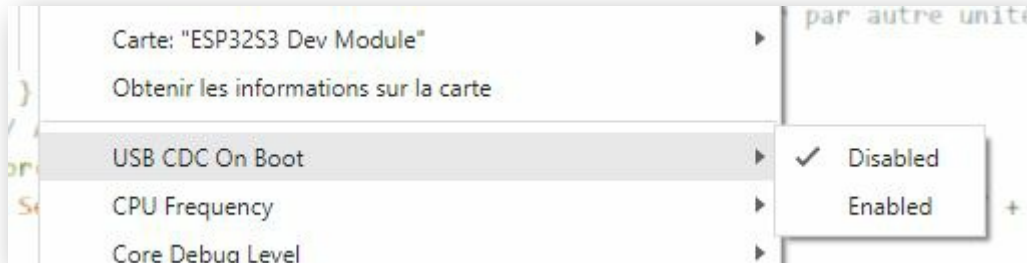 par autre unité
Carte: "ESP32S3 Dev Module"
Obtenir les informations sur la carte
}
USB CDC On Boot
✓ Disabled
CPU Frequency
Enabled
+
Core Debug Level